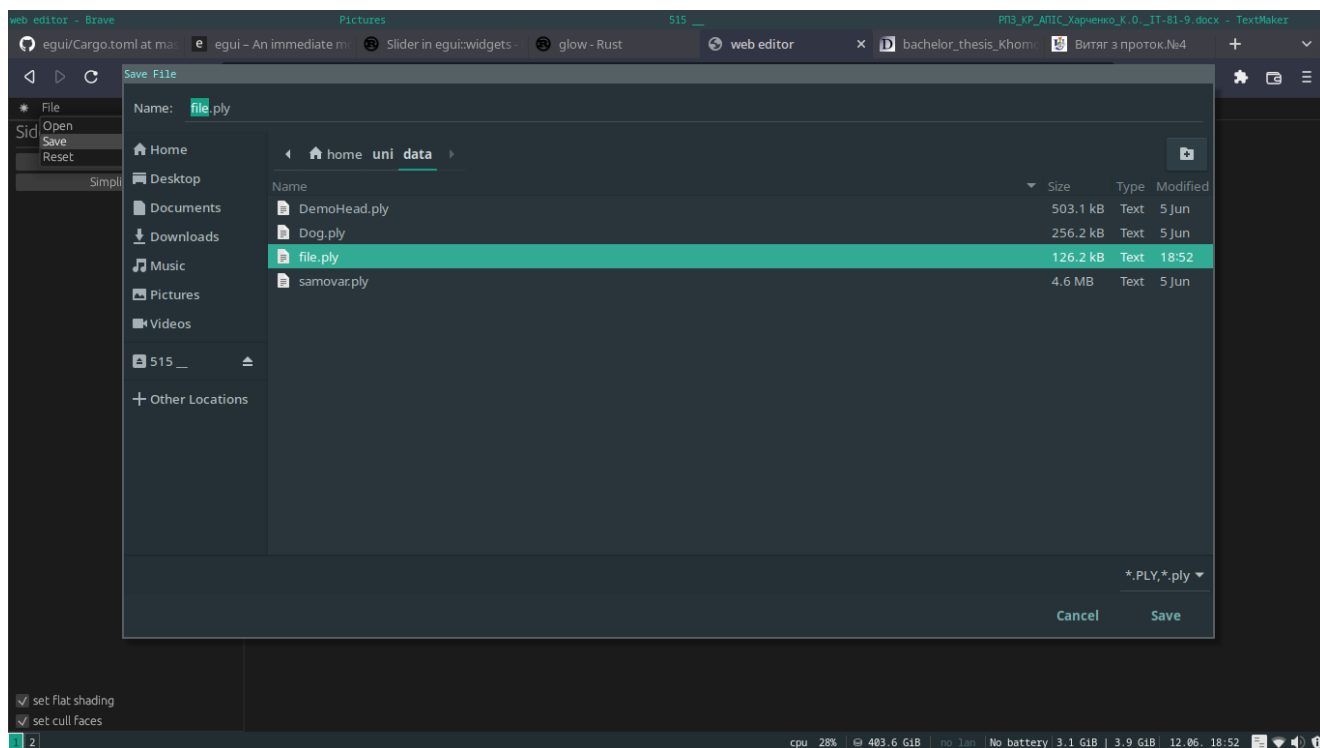 web editor - Brave Pictures 515 __ РПЗ_КР_АПІС_Харченко_К.О._ІТ-81-9.docx - TextMaker
egui/Cargo.toml at mas e egui – An immediate m Slider in egui::widgets - glow - Rust web editor × D bachelor_thesis_Khomo Витяг з проток.№4 +
Save File
File
Name: file.ply
Sid
Open
Save
Reset
Simpli
Home
Desktop
Documents
Downloads
Music
Pictures
Videos
515 __
Other Locations
home uni data
Name Size Type Modified
DemoHead.ply 503.1 kB Text 5 Jun
Dog.ply 256.2 kB Text 5 Jun
file.ply 126.2 kB Text 18:52
samovar.ply 4.6 MB Text 5 Jun
*.PLY,*.ply
Cancel Save
set flat shading
set cull faces
1 2 cpu 28% 403.6 GiB no lan No battery 3.1 GiB | 3.9 GiB 12.06. 18:52